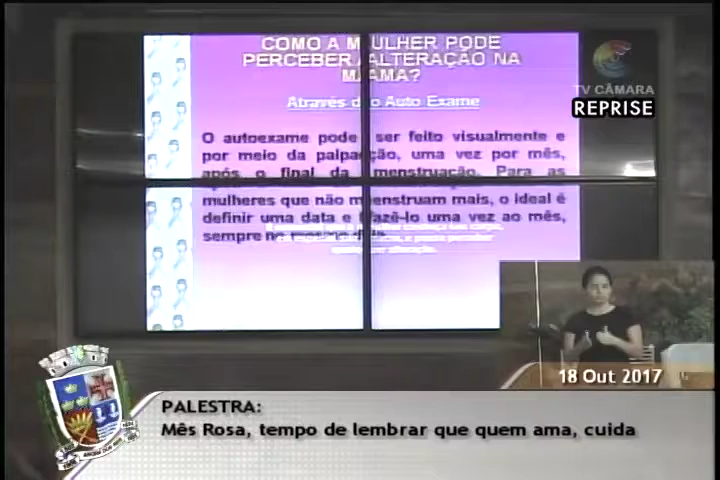 COMO A MULHER PODE
PERCEBER ALTERAÇÃO NA
MAMA?
Através do Auto Exame
O autoexame pode ser feito visualmente e
por meio da palpação, uma vez por mês,
após o final da menstruação. Para as
mulheres que não menstruam mais, o ideal é
definir uma data e fazê-lo uma vez ao mês,
sempre no mesmo dia.
TV CÂMARA
REPRISE
18 Out 2017
PALESTRA:
Mês Rosa, tempo de lembrar que quem ama, cuida